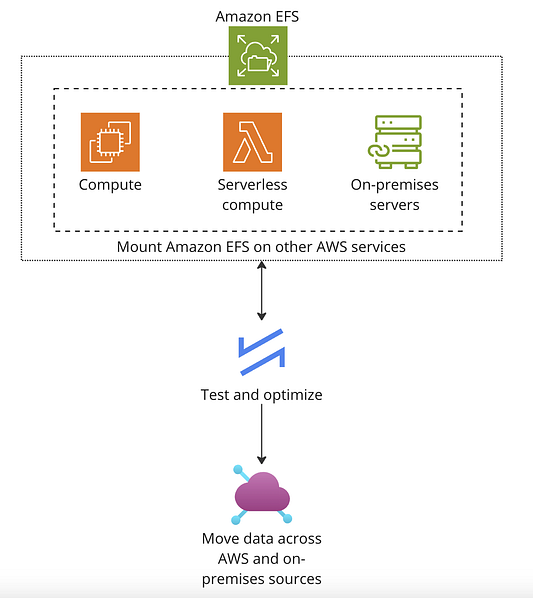 Amazon EFS
Compute
Serverless
compute
On-premises
servers
Mount Amazon EFS on other AWS services
Test and optimize
Move data across
AWS and on-
premises sources